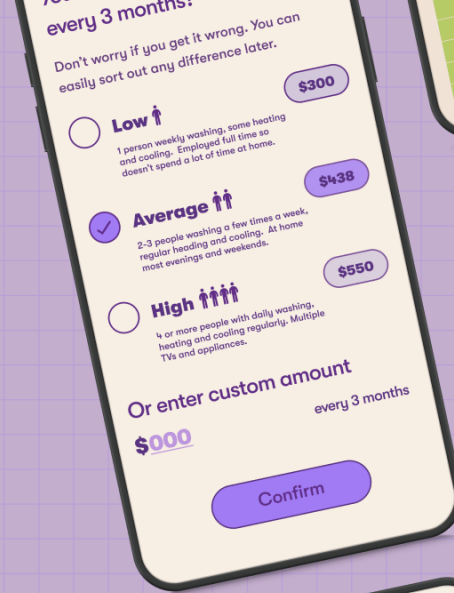 every 3 months?
Don't worry if you get it wrong. You can
easily sort out any difference later.
$300
Low
1 person weekly washing, some heating
and cooling. Employed full time so
doesn't spend a lot of time at home.
$438
Average
2-3 people washing a few times a week,
regular heading and cooling. At home
most evenings and weekends.
$550
High
4 or more people with daily washing,
heating and cooling regularly. Multiple
TVs and appliances.
Or enter custom amount
$000
every 3 months
Confirm